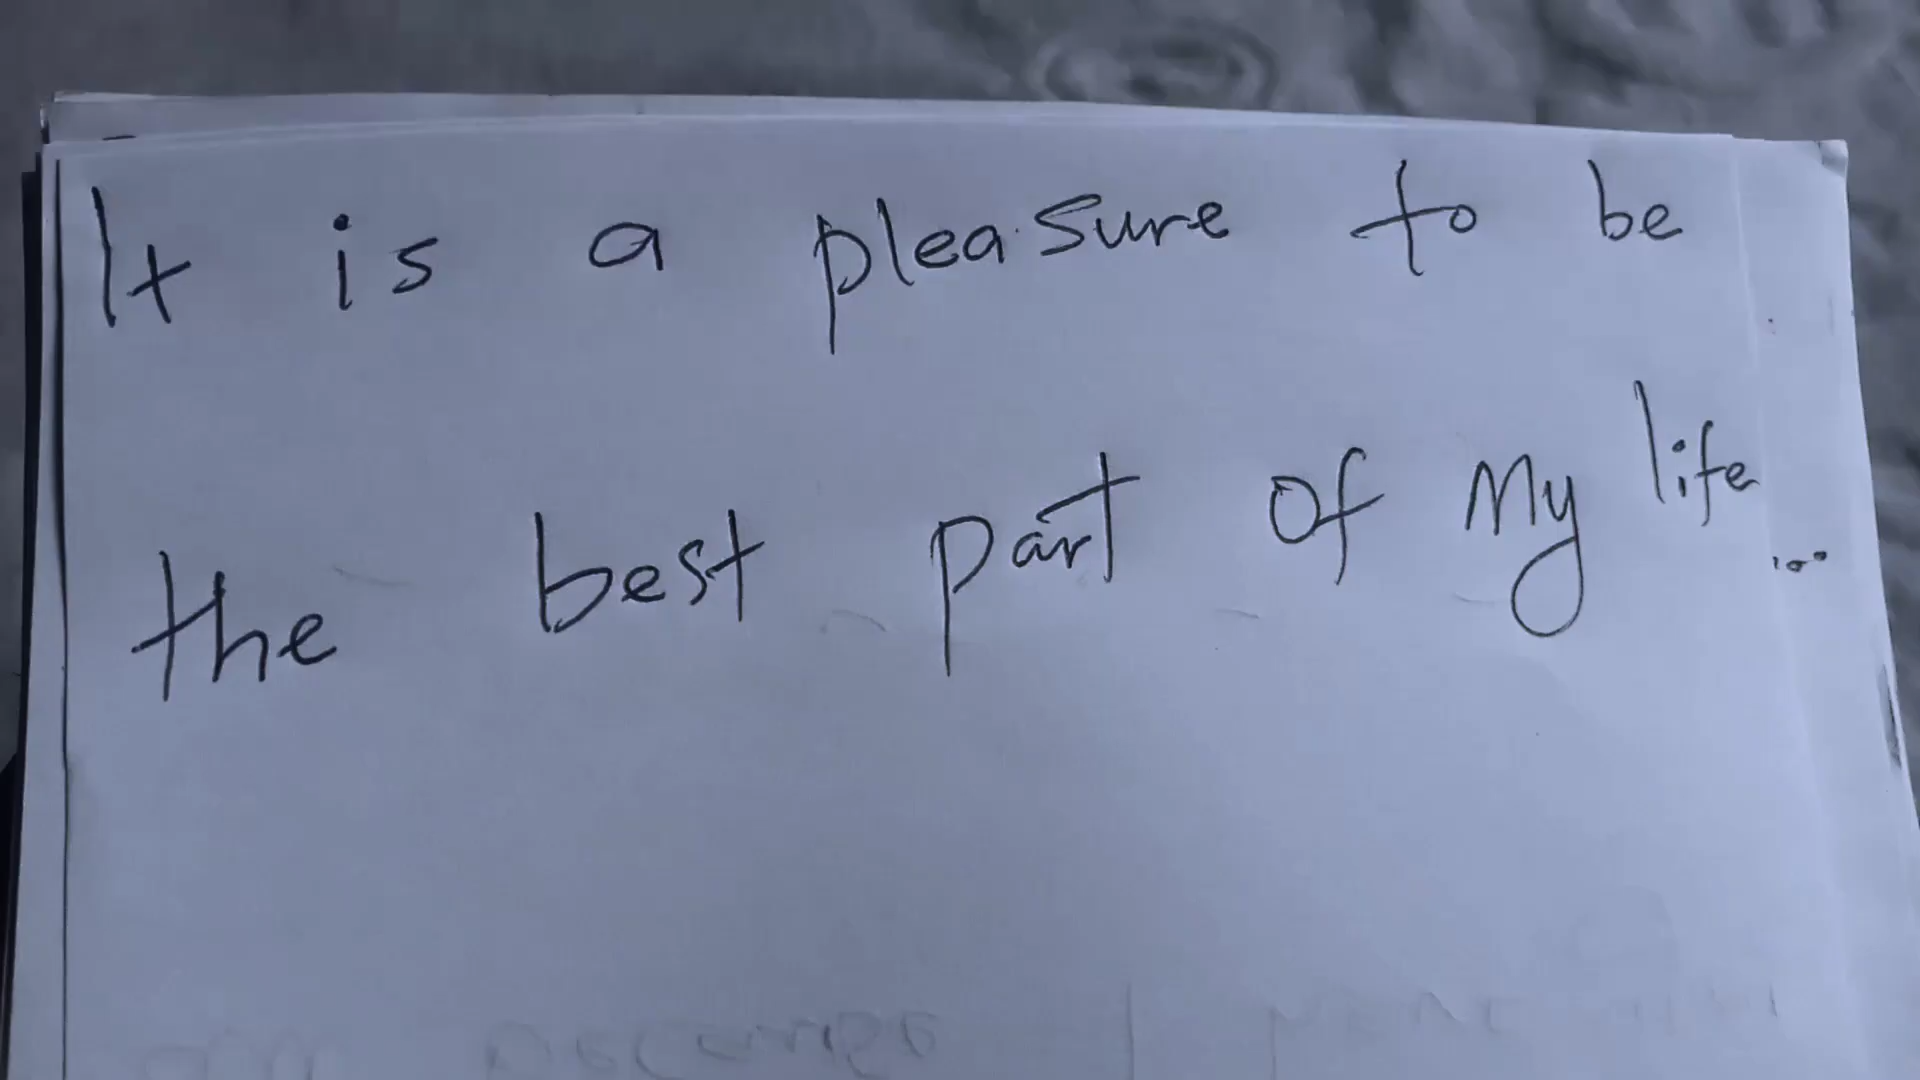 It is a pleasure to be
the best part of My life
...